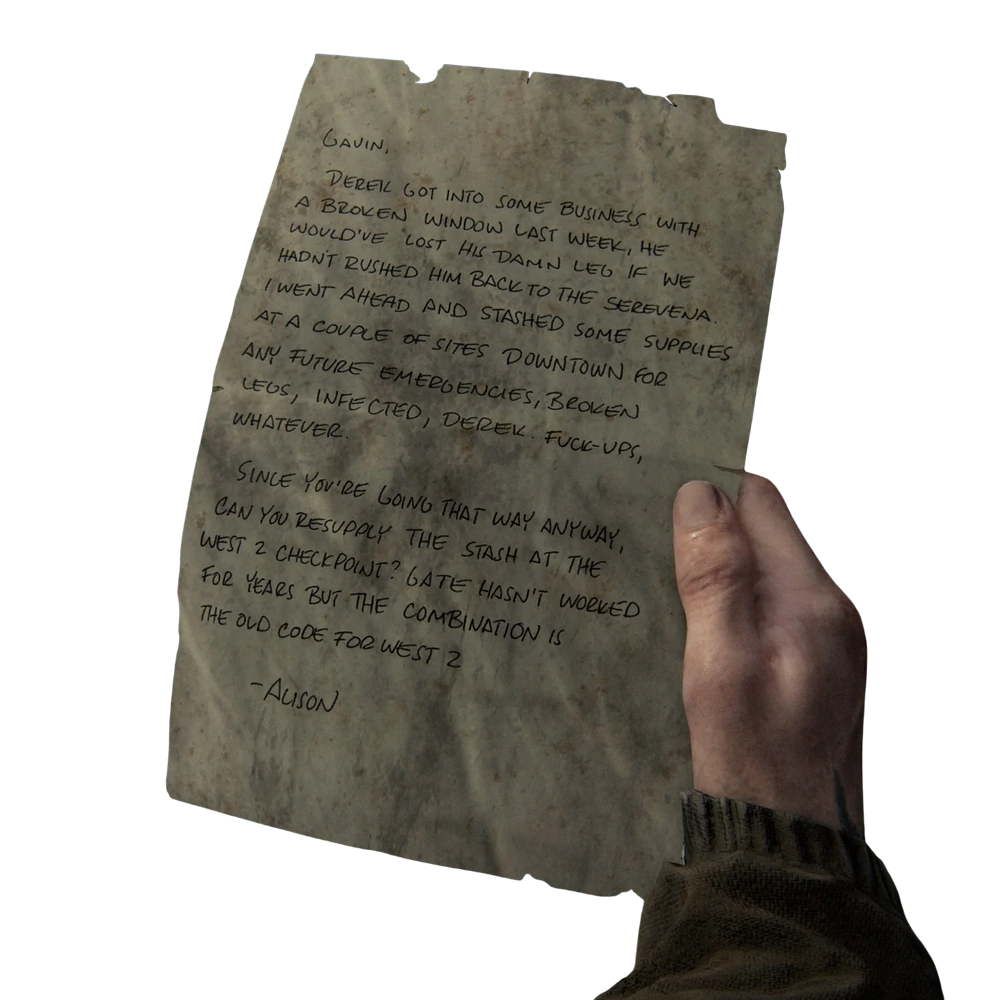 GAVIN,
DEREK GOT INTO SOME BUSINESS WITH
A BROKEN WINDOW LAST WEEK, HE
WOULD'VE LOST HIS DAMN LEG IF WE
HADN'T RUSHED HIM BACK TO THE SEREVENA.
I WENT AHEAD AND STASHED SOME SUPPLIES
AT A COUPLE OF SITES DOWNTOWN FOR
ANY FUTURE EMERGENCIES, BROKEN
LEGS, INFECTED, DEREK. FUCK-UPS,
WHATEVER.
SINCE YOU'RE GOING THAT WAY ANYWAY,
CAN YOU RESUPPLY THE STASH AT THE
WEST 2 CHECKPOINT? GATE HASN'T WORKED
FOR YEARS BUT THE COMBINATION IS
THE OLD CODE FOR WEST 2
-ALISON